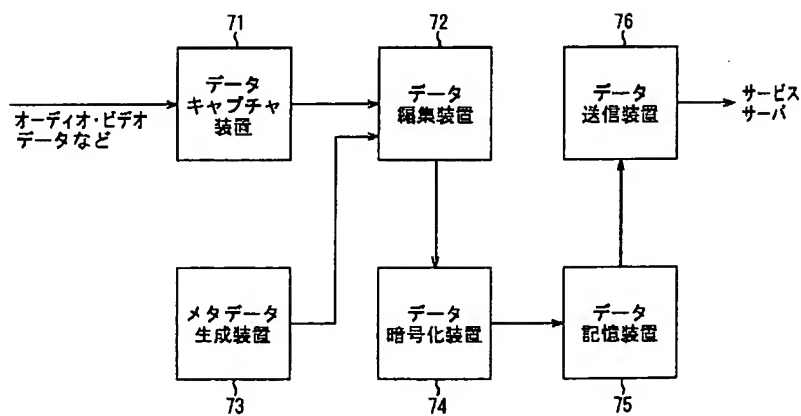 71
72
76
データ
キャプチャ
装置
データ
編集装置
データ
送信装置
サービス
サーバ
オーディオ・ビデオ
データなど
メタデータ
生成装置
データ
暗号化装置
データ
記憶装置
73
74
75